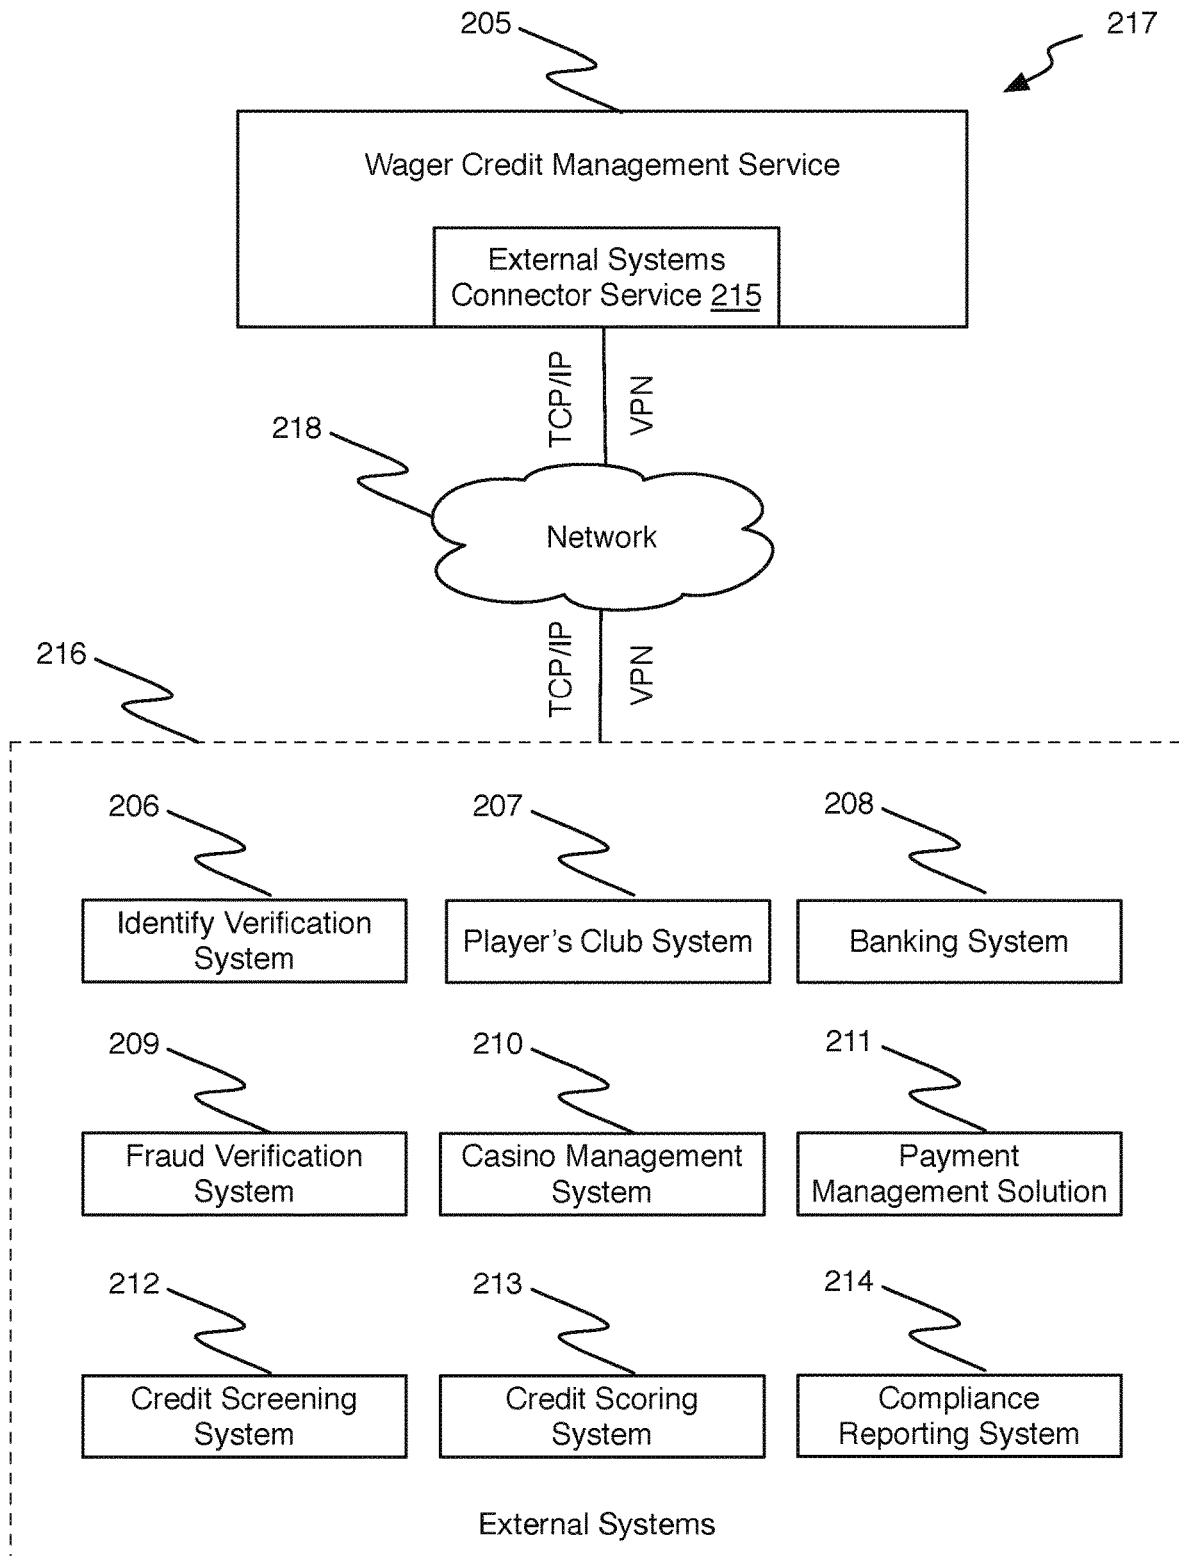 205
217
Wager Credit Management Service
External Systems
Connector Service 215
TCP/IP
VPN
218
Network
TCP/IP
VPN
216
206
207
208
Identify Verification
System
Player's Club System
Banking System
209
210
211
Fraud Verification
System
Casino Management
System
Payment
Management Solution
212
213
214
Credit Screening
System
Credit Scoring
System
Compliance
Reporting System
External Systems